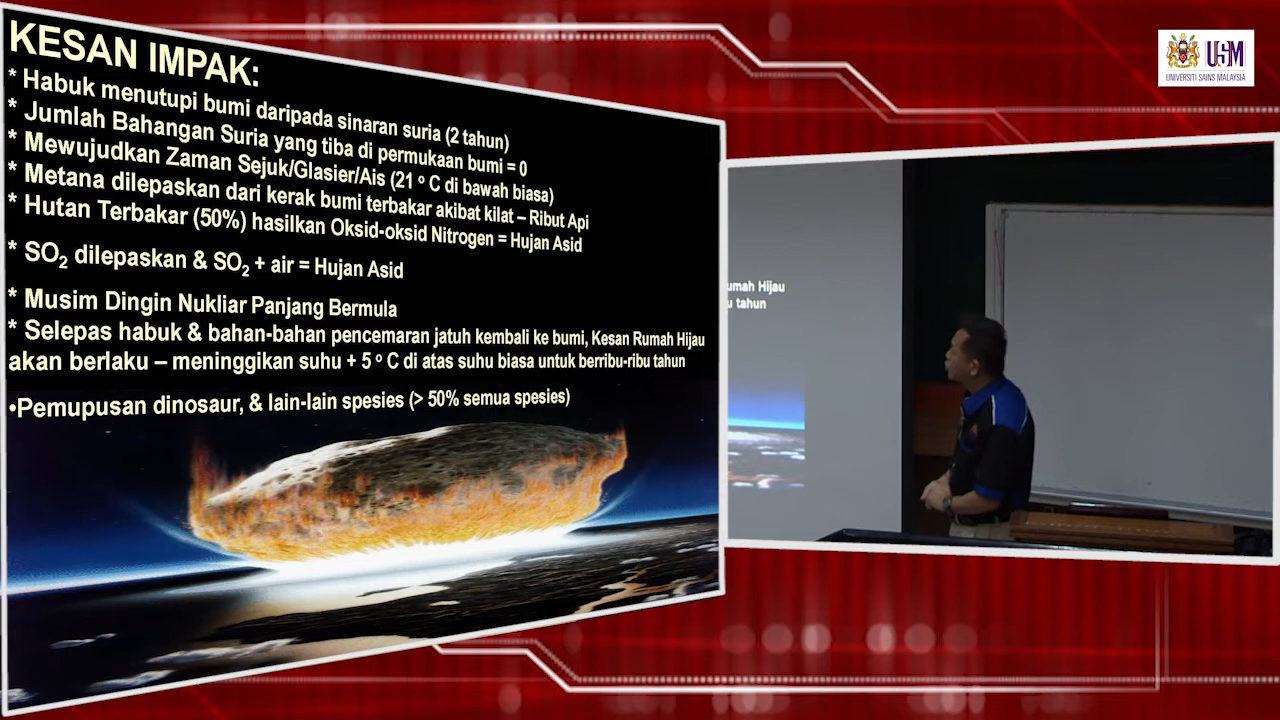 KESAN IMPAK:
* Habuk menutupi bumi daripada sinaran suria (2 tahun)
* Jumlah Bahangan Suria yang tiba di permukaan bumi = 0
* Mewujudkan Zaman Sejuk/Glasier/Ais (21 º C di bawah biasa)
* Metana dilepaskan dari kerak bumi terbakar akibat kilat – Ribut Api
* Hutan Terbakar (50%) hasilkan Oksid-oksid Nitrogen = Hujan Asid
* SO2 dilepaskan & SO2 + air = Hujan Asid
* Musim Dingin Nukliar Panjang Bermula
* Selepas habuk & bahan-bahan pencemaran jatuh kembali ke bumi, Kesan Rumah Hijau
akan berlaku – meninggikan suhu + 5 º C di atas suhu biasa untuk berribu-ribu tahun
•Pemupusan dinosaur, & lain-lain spesies (> 50% semua spesies)
USM
UNIVERSITI SAINS MALAYSIA
umah Hijau
u tahun